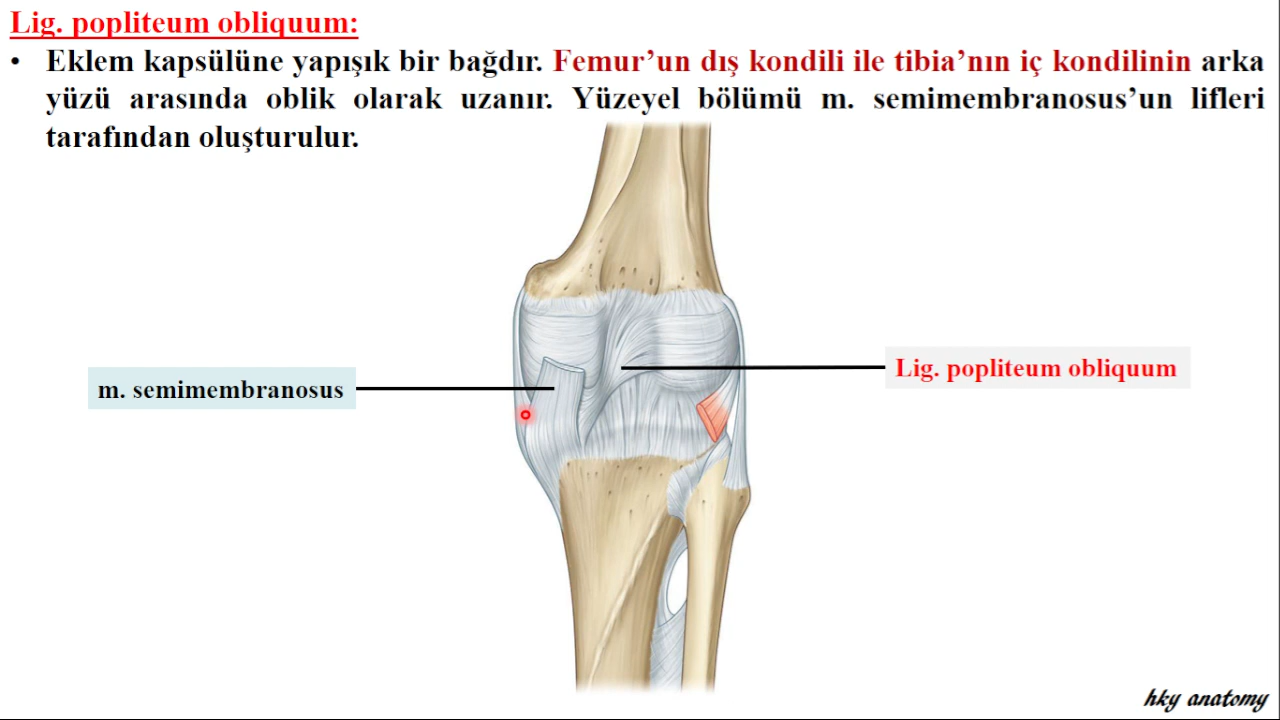 Lig. popliteum obliquum:
• Eklem kapsülüne yapışık bir bağdır. Femur’un dış kondili ile tibia’nın iç kondilinin arka
yüzü arasında oblik olarak uzanır. Yüzeyel bölümü m. semimembranosus’un lifleri
tarafından oluşturulur.
Lig. popliteum obliquum
m. semimembranosus
hky anatomy